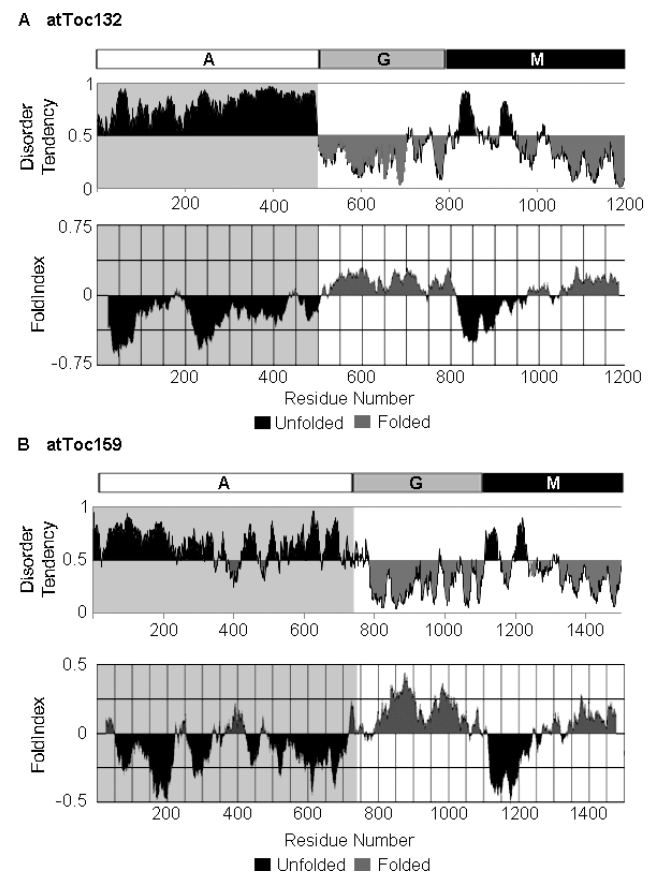 A atToc132
A G M
1
0.5
0
Disorder
Tendency
200 400 600 800 1000 1200
0.75
0
-0.75
FoldIndex
200 400 600 800 1000 1200
Residue Number
Unfolded Folded
B atToc159
A G M
1
0.5
0
Disorder
Tendency
200 400 600 800 1000 1200 1400
0.5
0
-0.5
FoldIndex
200 400 600 800 1000 1200 1400
Residue Number
Unfolded Folded